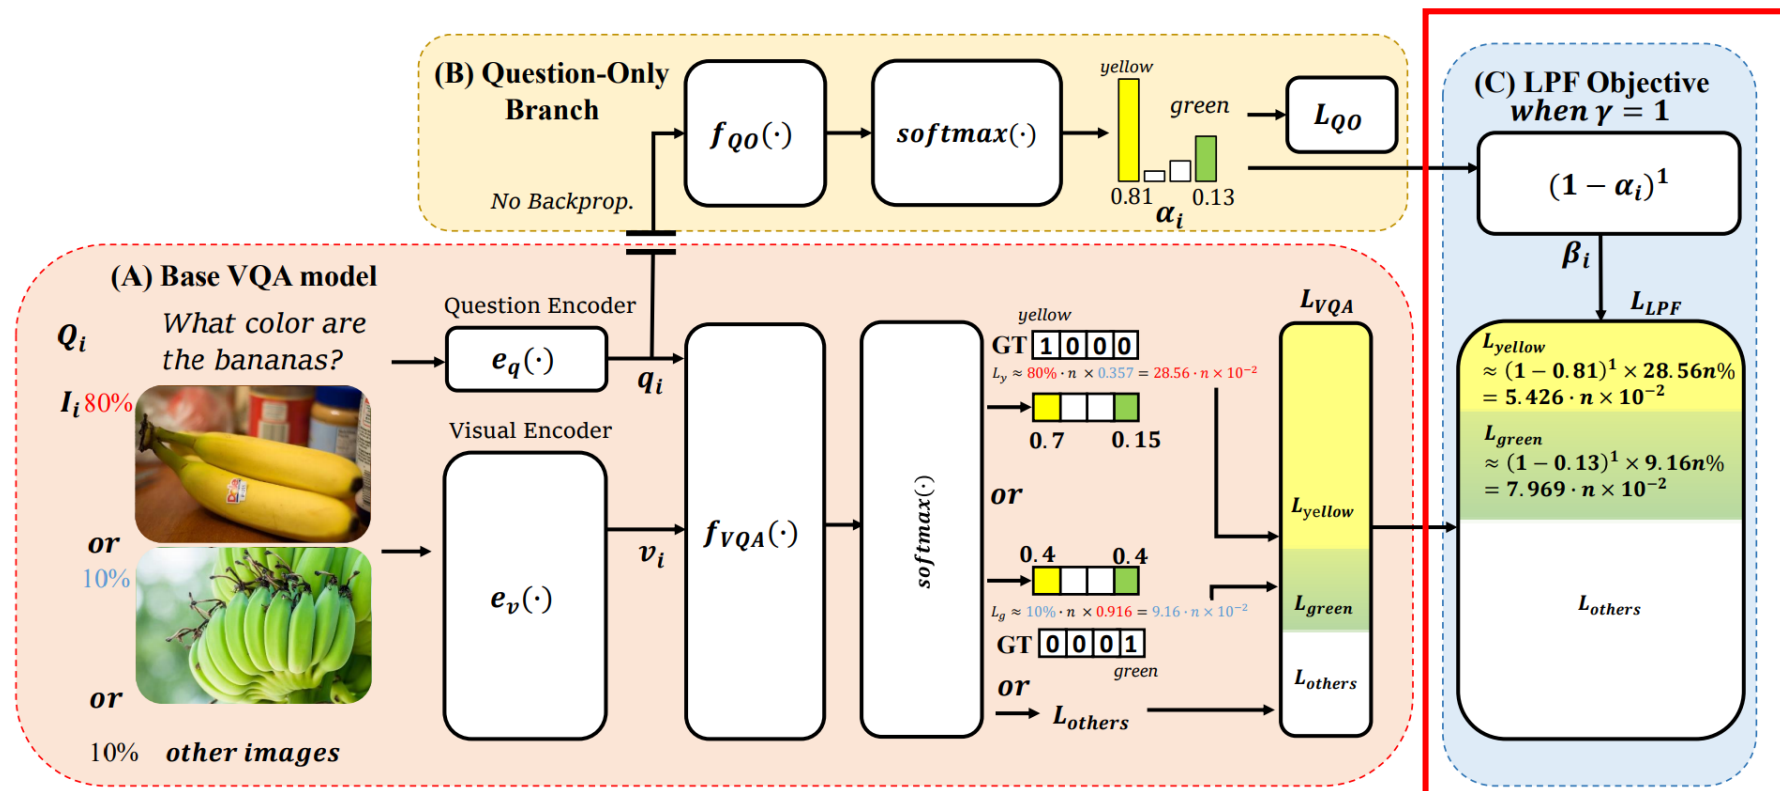 (B) Question-Only
Branch
f_QO(·)
softmax(·)
yellow
green
0.81
0.13
α_i
L_QO
No Backprop.
(C) LPF Objective
when γ = 1
(1 − α_i)^1
β_i
L_LPF
L_yellow
≈ (1 − 0.81)^1 × 28.56n%
= 5.426 · n × 10^−2
L_green
≈ (1 − 0.13)^1 × 9.16n%
= 7.969 · n × 10^−2
L_others
(A) Base VQA model
Q_i
What color are
the bananas?
I_i 80%
or
10%
or
10% other images
Question Encoder
e_q(·)
q_i
Visual Encoder
e_v(·)
v_i
f_VQA(·)
softmax(·)
yellow
GT 1 0 0 0
L_y ≈ 80% · n × 0.357 = 28.56 · n × 10^−2
0.7 0.15
or
0.4 0.4
L_g ≈ 10% · n × 0.916 = 9.16 · n × 10^−2
GT 0 0 0 1
green
or
L_others
L_VQA
L_yellow
L_green
L_others